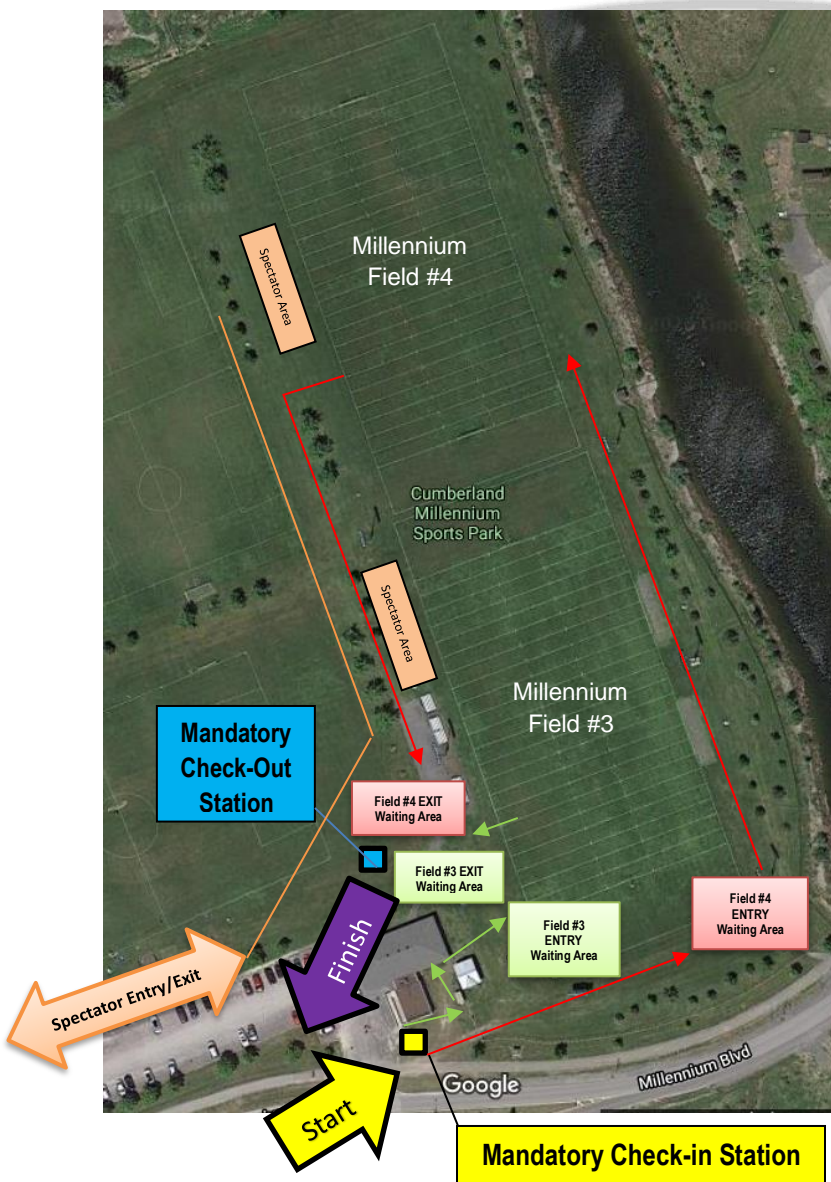 Millennium
Field #4
Spectator Area
Cumberland
Millennium
Sports Park
Spectator Area
Millennium
Field #3
Mandatory
Check-Out
Station
Field #4 EXIT
Waiting Area
Field #3 EXIT
Waiting Area
Field #4
ENTRY
Waiting Area
Field #3
ENTRY
Waiting Area
Finish
Spectator Entry/Exit
Start
Google
Millennium Blvd
Mandatory Check-in Station